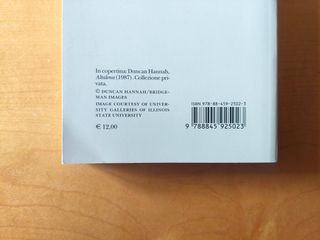 In copertina: Duncan Hannah,
Altalena (1987). Collezione pri-
vata.
© DUNCAN HANNAH/BRIDGE-
MAN IMAGES
IMAGE COURTESY OF UNIVER-
SITY GALLERIES OF ILLINOIS
STATE UNIVERSITY
€ 12,00
ISBN 978-88-459-2502-3
9 788845 925023